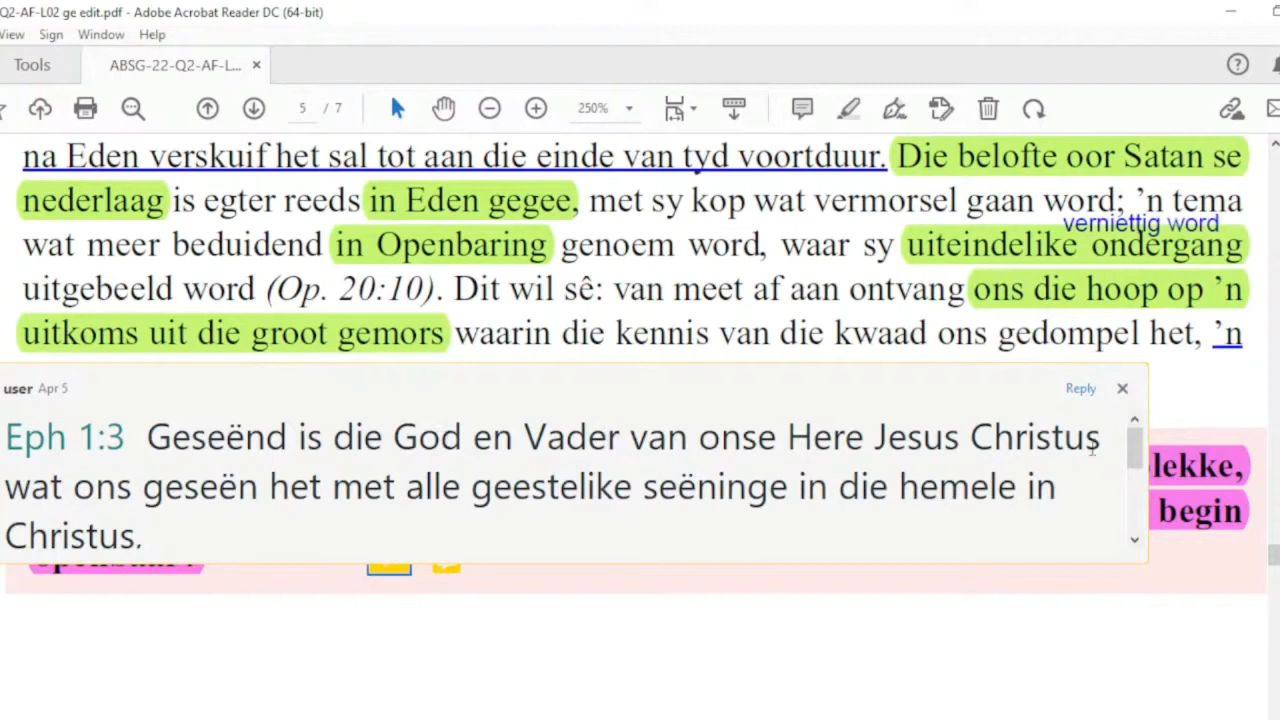 Q2-AF-L02 ge edit.pdf - Adobe Acrobat Reader DC (64-bit)
View Sign Window Help
Tools ABSG-22-Q2-AF-L... ×
5 / 7 250%
na Eden verskuif het sal tot aan die einde van tyd voortduur. Die belofte oor Satan se
nederlaag is egter reeds in Eden gegee, met sy kop wat vermorsel gaan word; ’n tema
verniettig word
wat meer beduidend in Openbaring genoem word, waar sy uiteindelike ondergang
uitgebeeld word (Op. 20:10). Dit wil sê: van meet af aan ontvang ons die hoop op ’n
uitkoms uit die groot gemors waarin die kennis van die kwaad ons gedompel het, ’n
user Apr 5 Reply
Eph 1:3 Geseënd is die God en Vader van onse Here Jesus Christus
wat ons geseën het met alle geestelike seëninge in die hemele in
Christus.
lekke,
begin